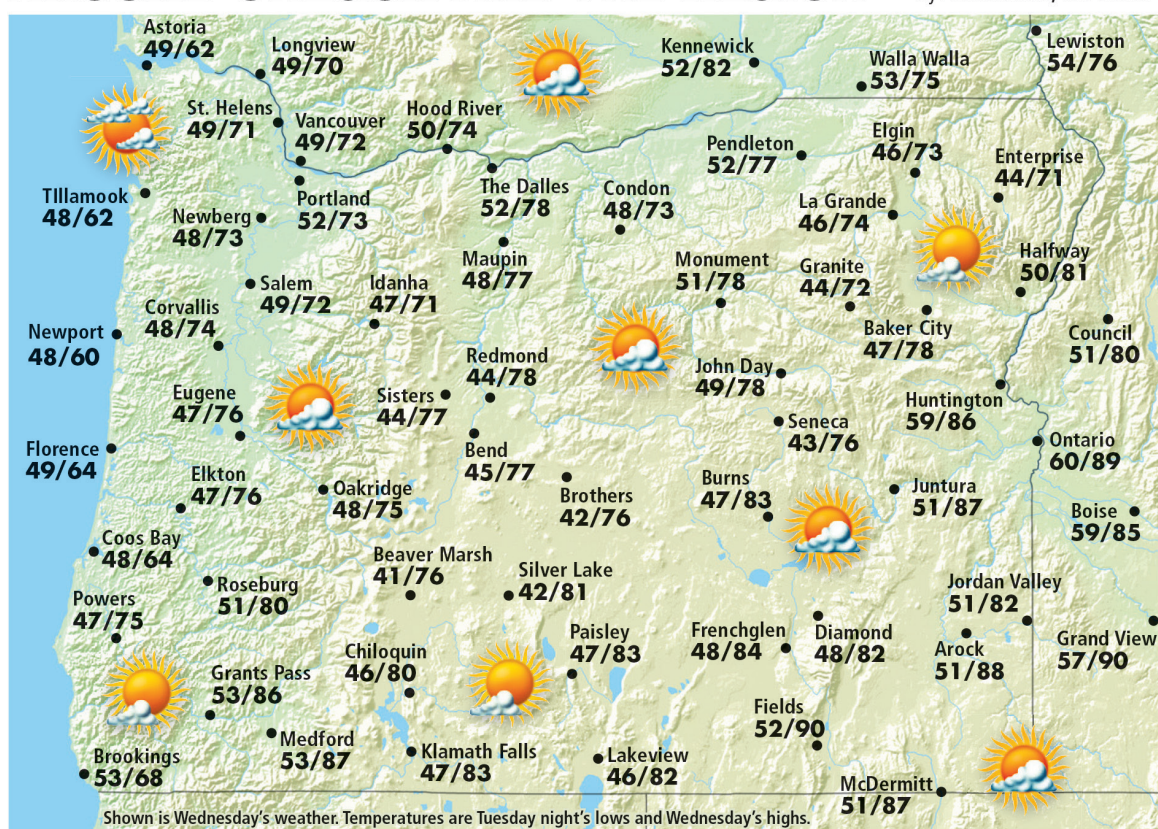 Astoria
49/62
Longview
49/70
Kennewick
52/82
Walla Walla
53/75
Lewiston
54/76
St. Helens
49/71
Vancouver
49/72
Hood River
50/74
Pendleton
52/77
Elgin
46/73
Enterprise
44/71
TIllamook
48/62
Newberg
48/73
Portland
52/73
The Dalles
52/78
Condon
48/73
La Grande
46/74
Maupin
48/77
Monument
51/78
Granite
44/72
Halfway
50/81
Salem
49/72
Idanha
47/71
Corvallis
48/74
Newport
48/60
Baker City
47/78
Council
51/80
Redmond
44/78
John Day
49/78
Eugene
47/76
Sisters
44/77
Huntington
59/86
Seneca
43/76
Florence
49/64
Bend
45/77
Ontario
60/89
Elkton
47/76
Oakridge
48/75
Brothers
42/76
Burns
47/83
Juntura
51/87
Boise
59/85
Coos Bay
48/64
Beaver Marsh
41/76
Silver Lake
42/81
Roseburg
51/80
Jordan Valley
51/82
Powers
47/75
Paisley
47/83
Frenchglen
48/84
Diamond
48/82
Arock
51/88
Grand View
57/90
Chiloquin
46/80
Grants Pass
53/86
Fields
52/90
Medford
53/87
Klamath Falls
47/83
Lakeview
46/82
Brookings
53/68
McDermitt
51/87
Shown is Wednesday's weather. Temperatures are Tuesday night's lows and Wednesday's highs.